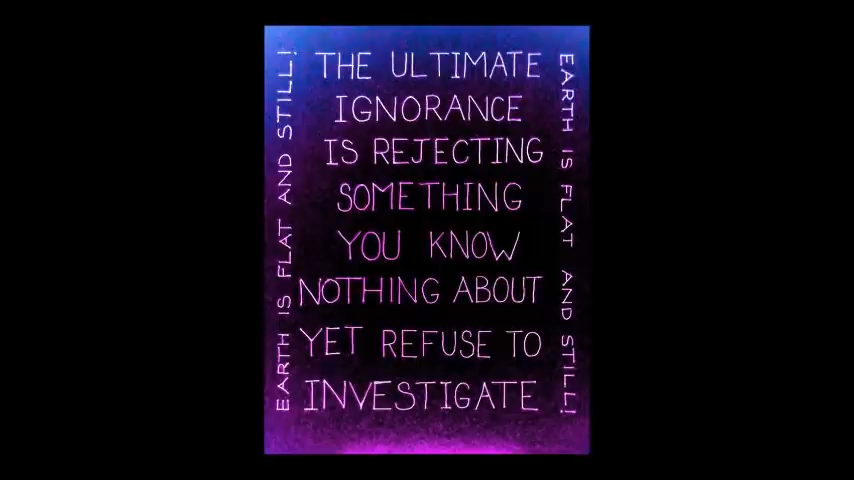 THE ULTIMATE
IGNORANCE
IS REJECTING
SOMETHING
YOU KNOW
NOTHING ABOUT
YET REFUSE TO
INVESTIGATE
EARTH IS FLAT AND STILL!
EARTH IS FLAT AND STILL!